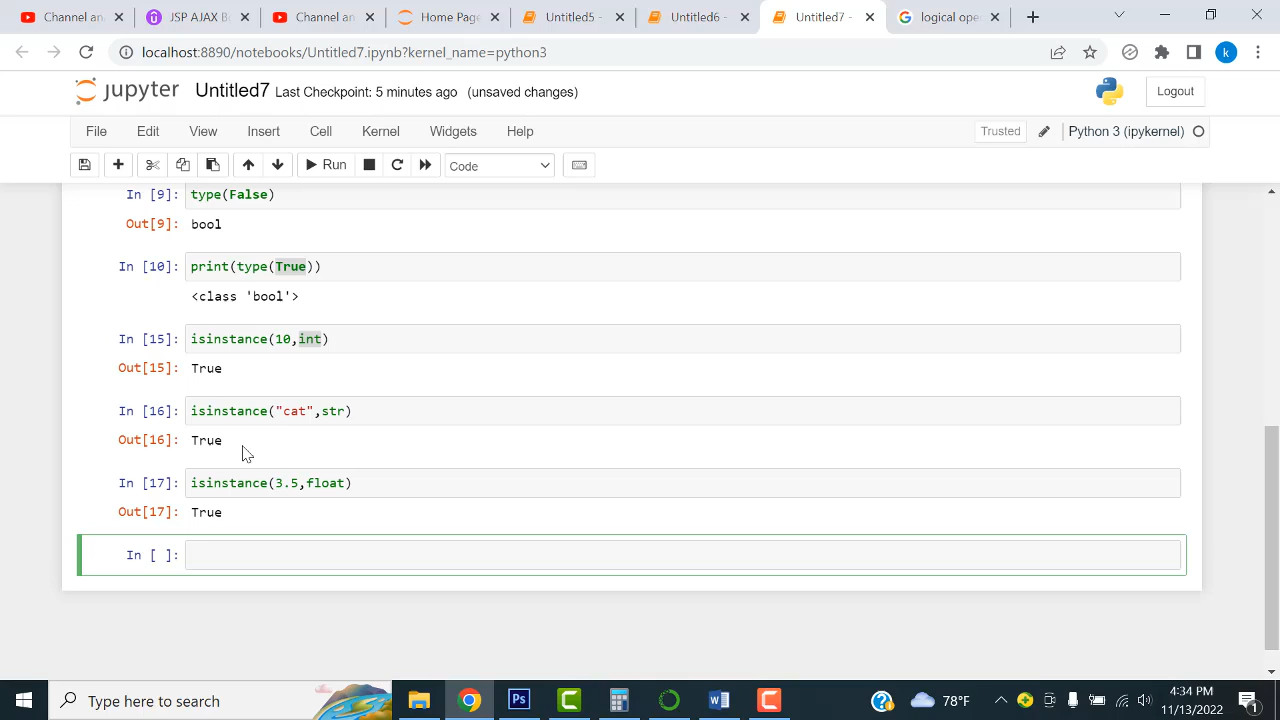 Channel an
JSP AJAX B
Channel an
Home Page
Untitled5 -
Untitled6 -
Untitled7 -
logical ope
localhost:8890/notebooks/Untitled7.ipynb?kernel_name=python3
k
jupyter Untitled7 Last Checkpoint: 5 minutes ago (unsaved changes)
Logout
File Edit View Insert Cell Kernel Widgets Help
Trusted Python 3 (ipykernel)
Run Code
In [9]: type(False)
Out[9]: bool
In [10]: print(type(True))
<class 'bool'>
In [15]: isinstance(10,int)
Out[15]: True
In [16]: isinstance("cat",str)
Out[16]: True
In [17]: isinstance(3.5,float)
Out[17]: True
In [ ]:
Type here to search
78°F
4:34 PM
11/13/2022
1